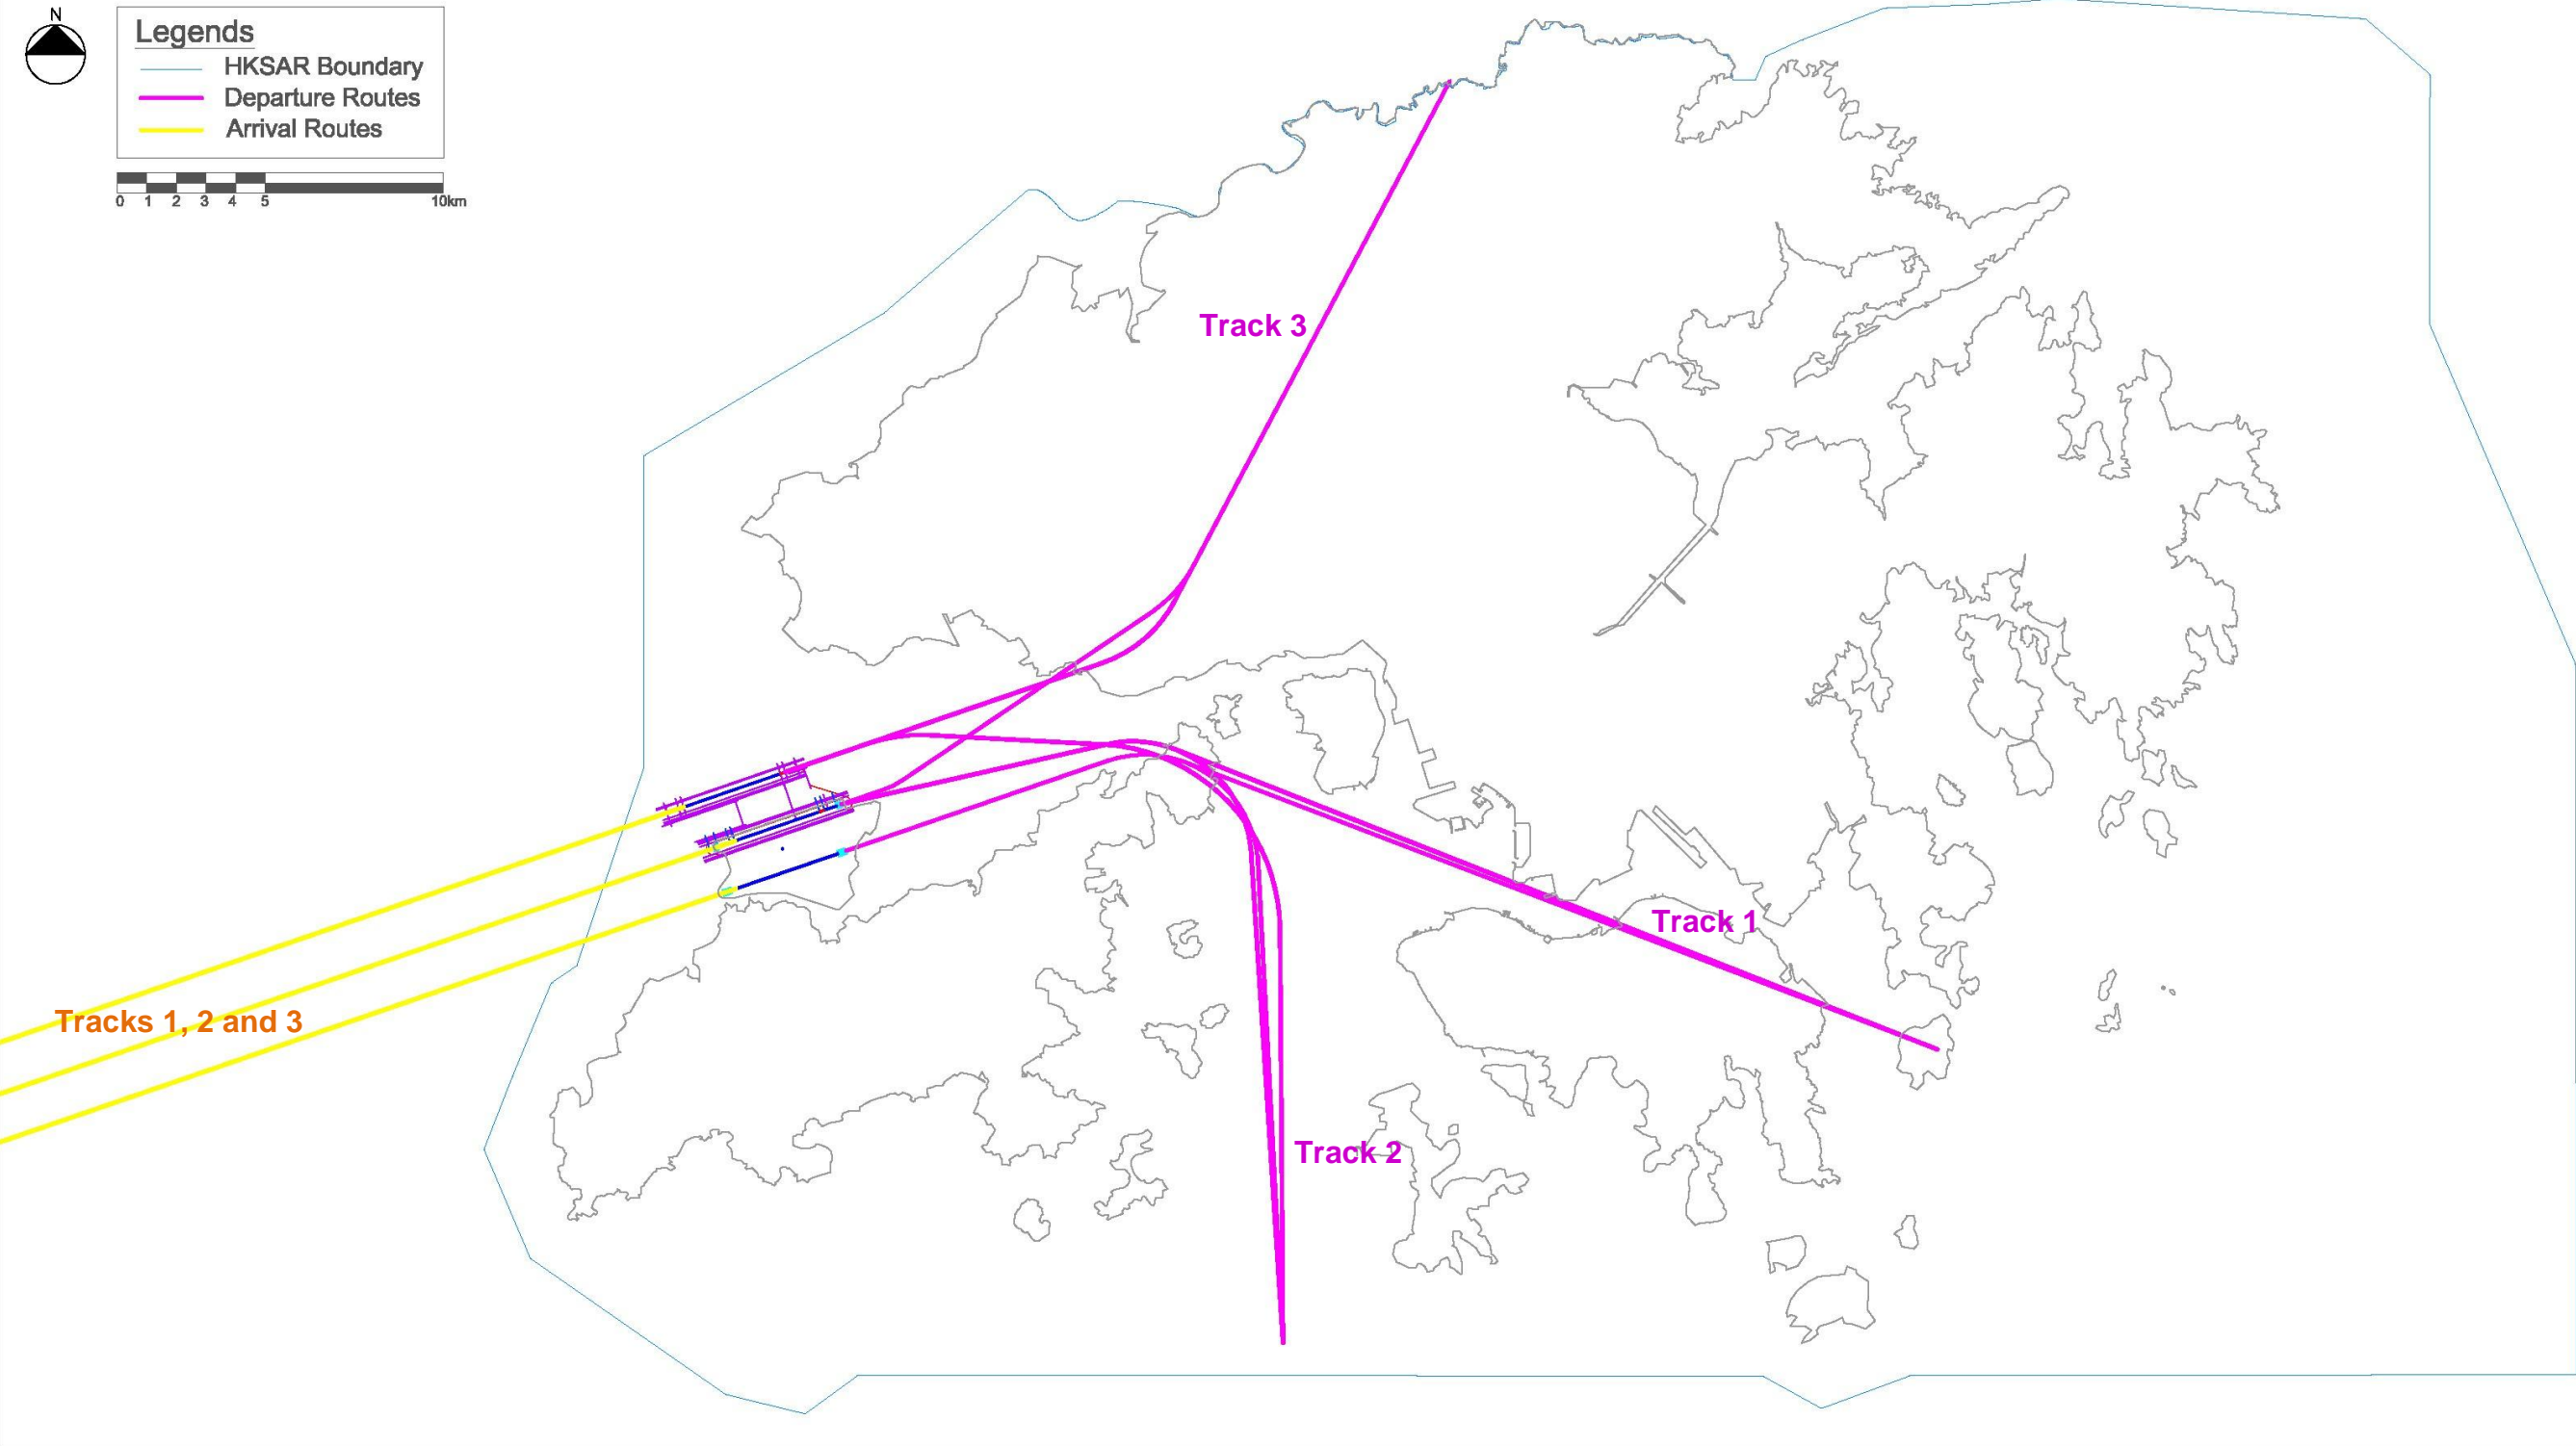 N
Legends
HKSAR Boundary
Departure Routes
Arrival Routes
0 1 2 3 4 5 10km
Track 3
Track 1
Tracks 1, 2 and 3
Track 2